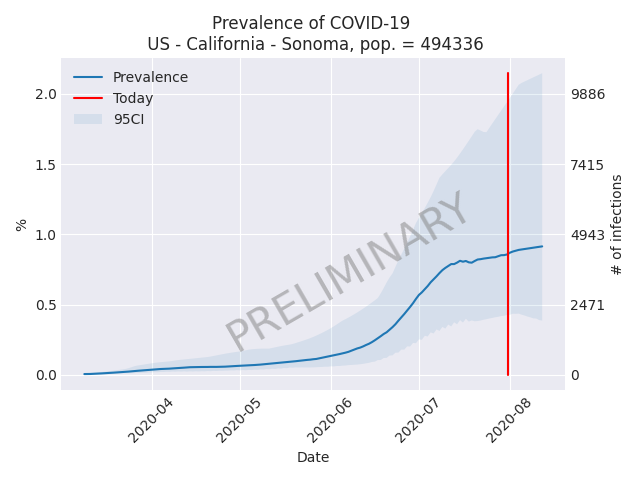 Prevalence of COVID-19
US - California - Sonoma, pop. = 494336
Prevalence
Today
95CI
2.0
1.5
1.0
0.5
0.0
%
9886
7415
4943
2471
0
# of infections
PRELIMINARY
2020-04
2020-05
2020-06
2020-07
2020-08
Date